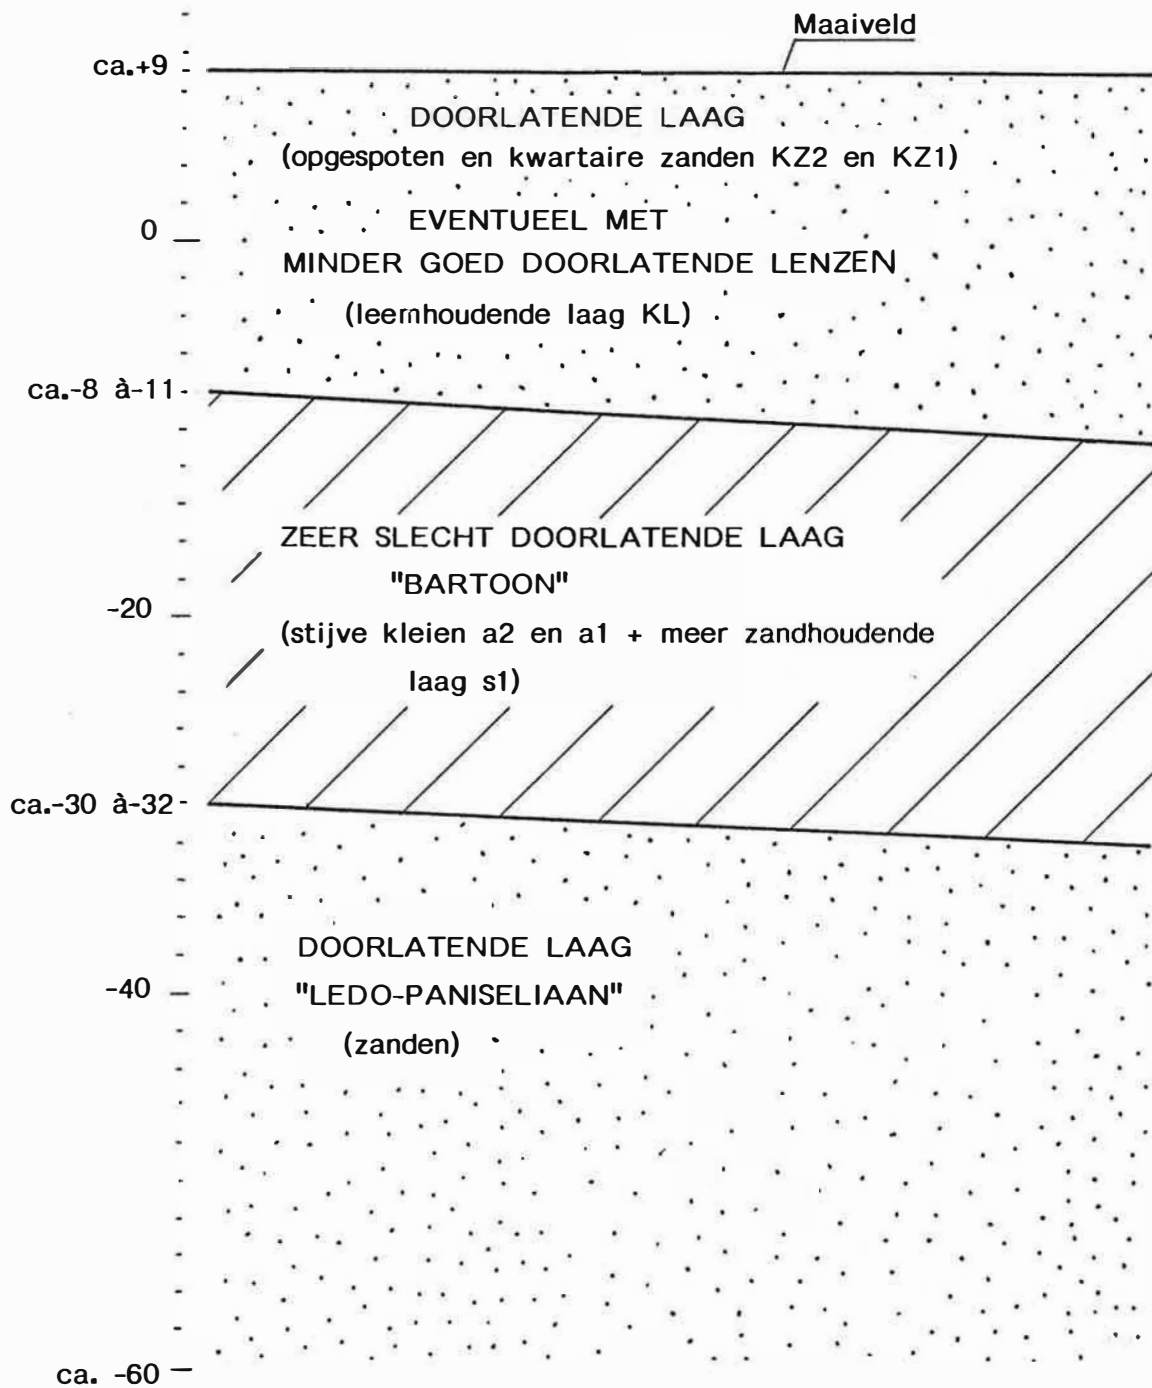 Maaiveld
ca.+9
DOORLATENDE LAAG
(opgespoten en kwartaire zanden KZ2 en KZ1)
EVENTUEEL MET
0
MINDER GOED DOORLATENDE LENZEN
(leemhoudende laag KL)
ca.-8 à-11
ZEER SLECHT DOORLATENDE LAAG
"BARTOON"
-20
(stijve kleien a2 en a1 + meer zandhoudende
laag s1)
ca.-30 à-32
DOORLATENDE LAAG
-40
"LEDO-PANISELIAAN"
(zanden)
ca. -60